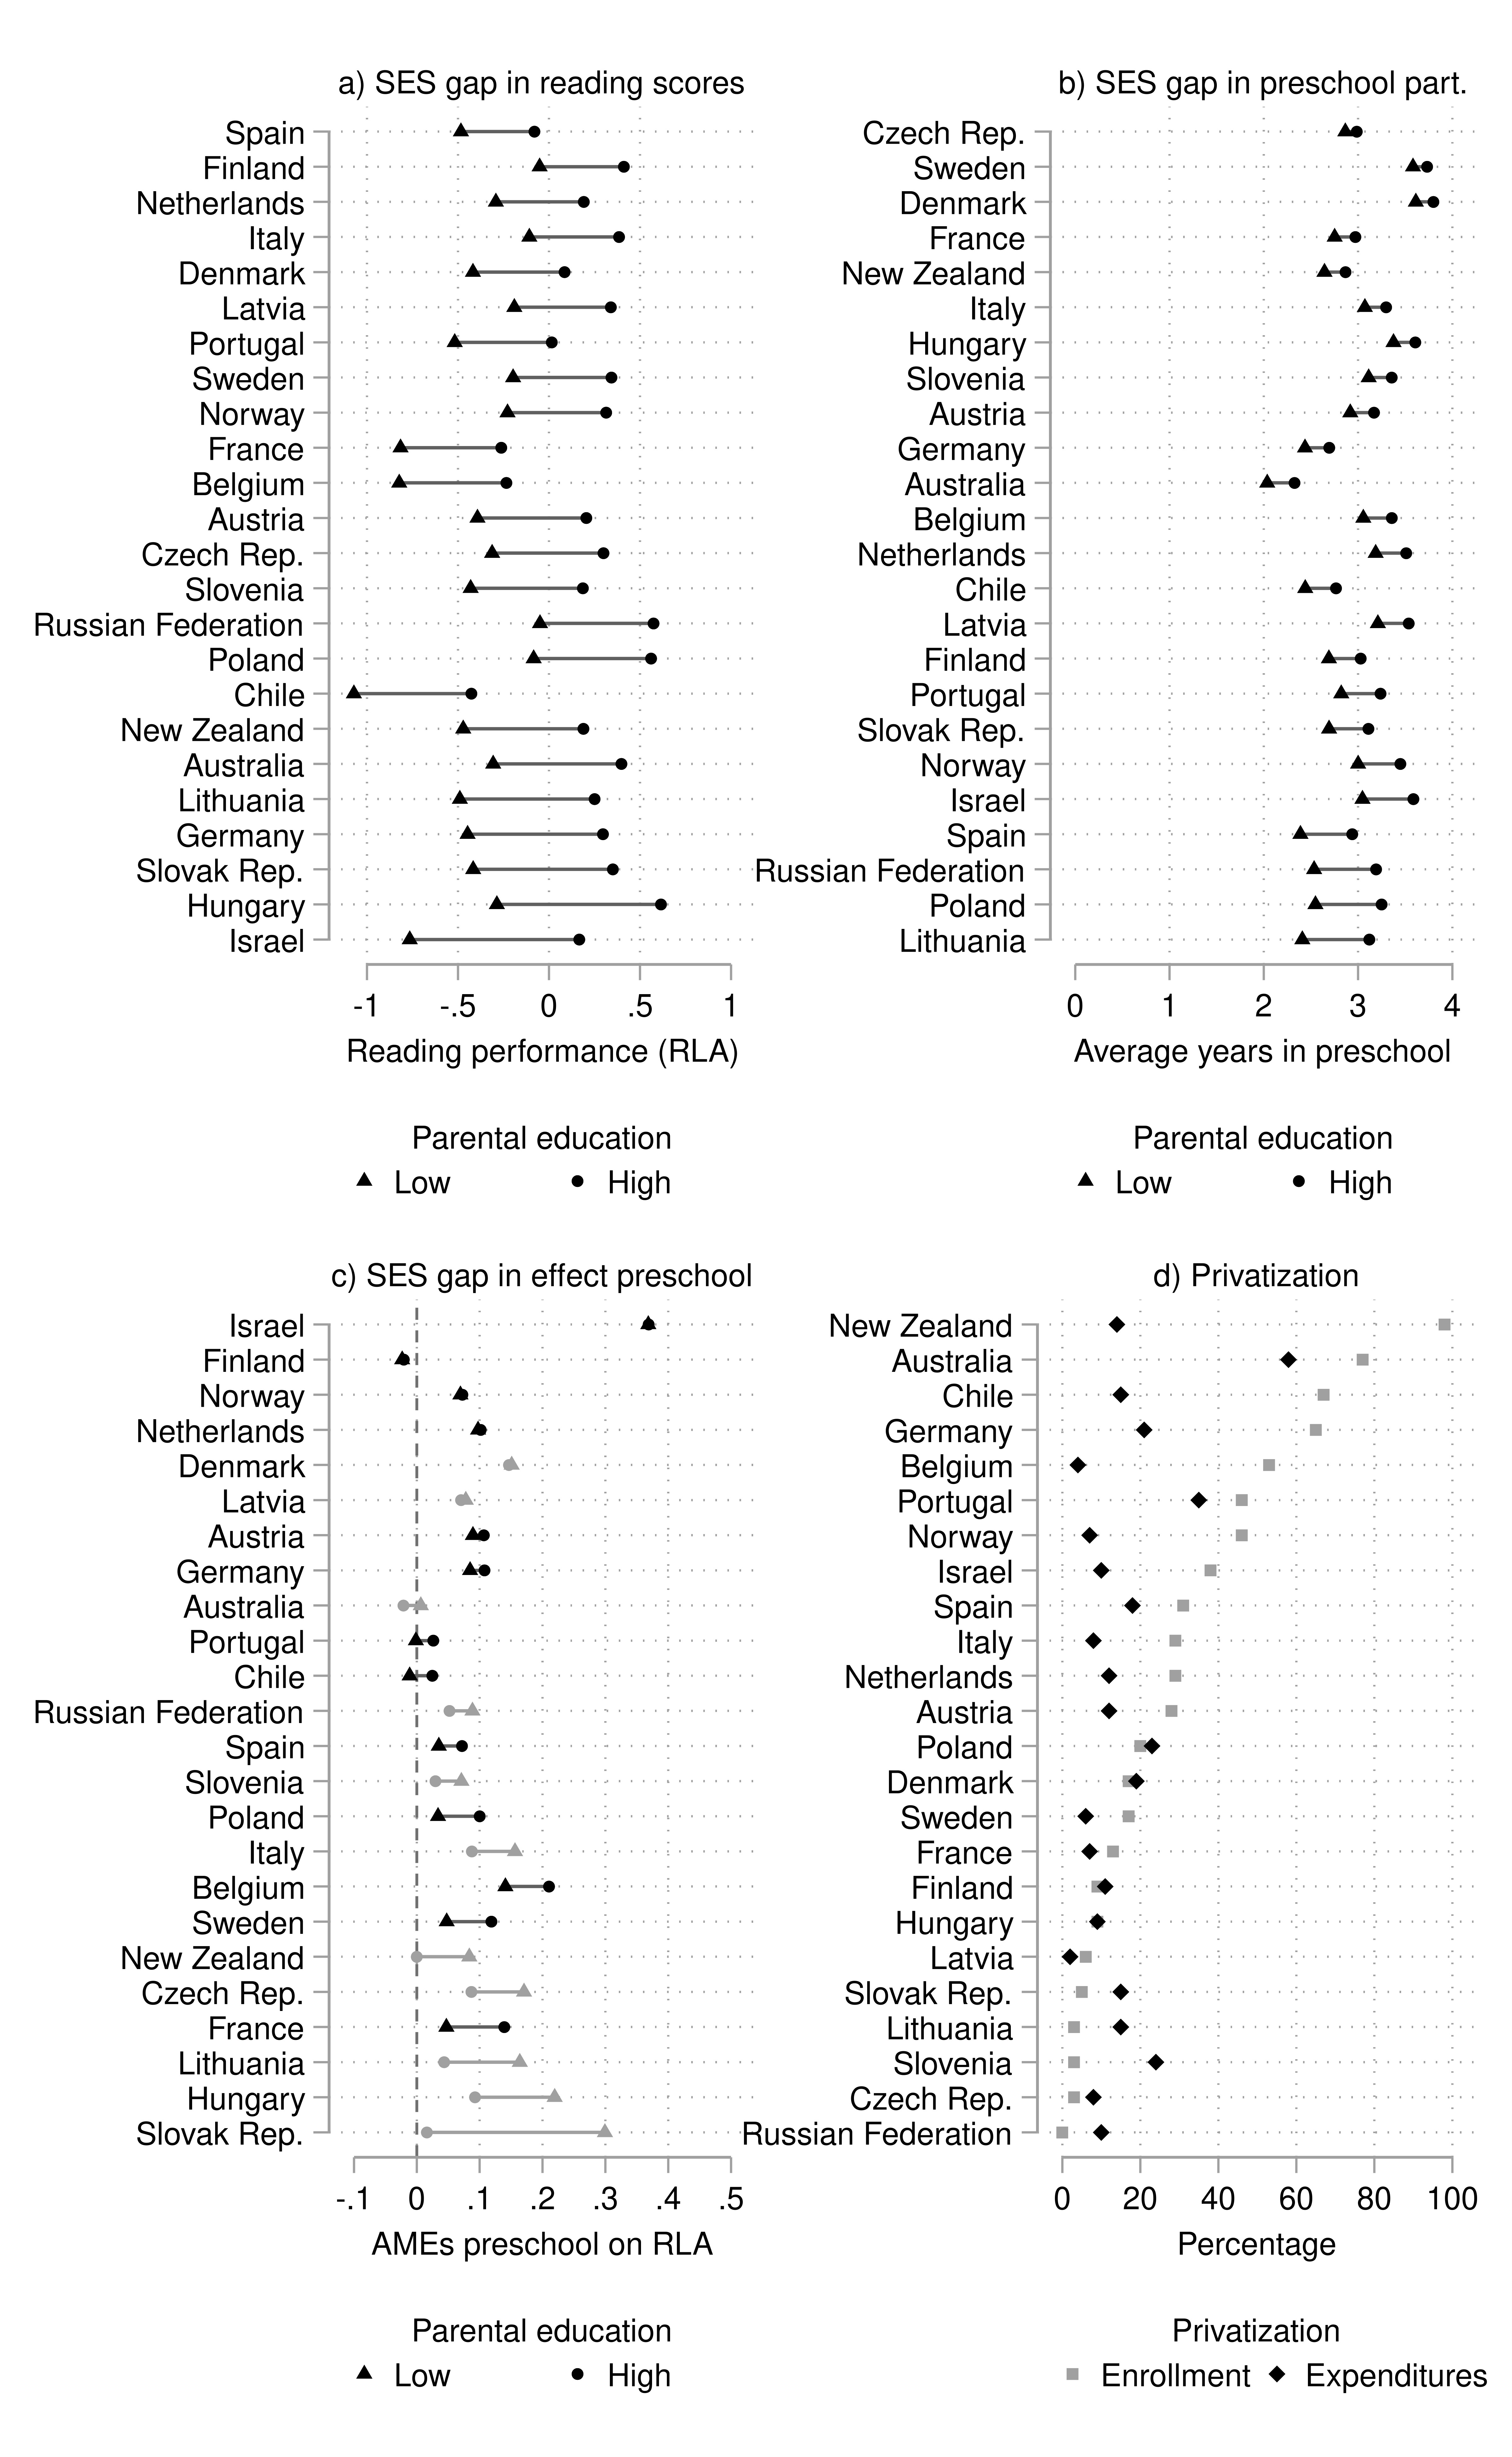 a) SES gap in reading scores
Spain
Finland
Netherlands
Italy
Denmark
Latvia
Portugal
Sweden
Norway
France
Belgium
Austria
Czech Rep.
Slovenia
Russian Federation
Poland
Chile
New Zealand
Australia
Lithuania
Germany
Slovak Rep.
Hungary
Israel
-1 -.5 0 .5 1
Reading performance (RLA)
Parental education
Low High
b) SES gap in preschool part.
Czech Rep.
Sweden
Denmark
France
New Zealand
Italy
Hungary
Slovenia
Austria
Germany
Australia
Belgium
Netherlands
Chile
Latvia
Finland
Portugal
Slovak Rep.
Norway
Israel
Spain
Russian Federation
Poland
Lithuania
0 1 2 3 4
Average years in preschool
Parental education
Low High
c) SES gap in effect preschool
Israel
Finland
Norway
Netherlands
Denmark
Latvia
Austria
Germany
Australia
Portugal
Chile
Russian Federation
Spain
Slovenia
Poland
Italy
Belgium
Sweden
New Zealand
Czech Rep.
France
Lithuania
Hungary
Slovak Rep.
-.1 0 .1 .2 .3 .4 .5
AMEs preschool on RLA
Parental education
Low High
d) Privatization
New Zealand
Australia
Chile
Germany
Belgium
Portugal
Norway
Israel
Spain
Italy
Netherlands
Austria
Poland
Denmark
Sweden
France
Finland
Hungary
Latvia
Slovak Rep.
Lithuania
Slovenia
Czech Rep.
Russian Federation
0 20 40 60 80 100
Percentage
Privatization
Enrollment Expenditures